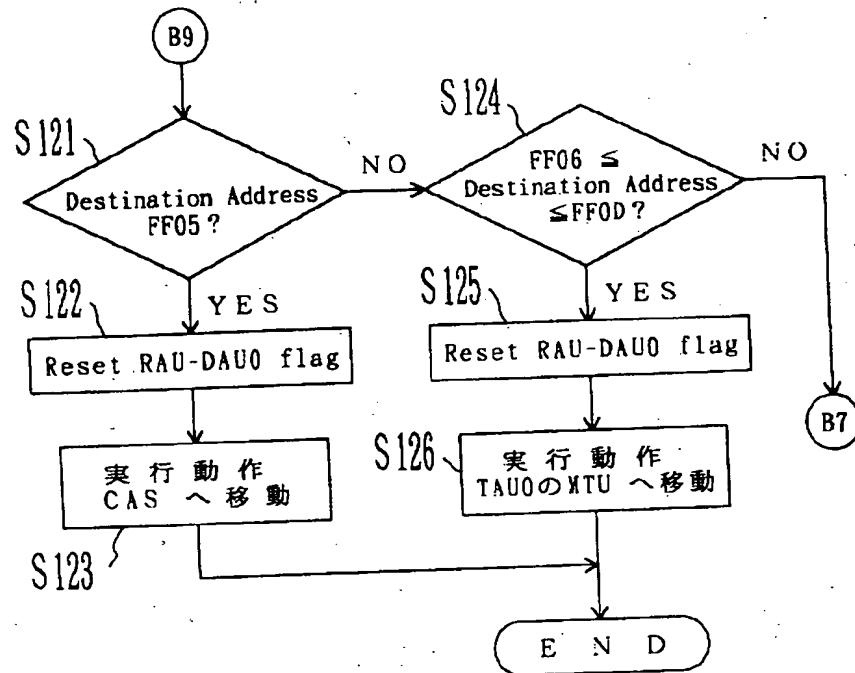 B9
S121
Destination Address
FF05?
NO
S124
FF06 ≦
Destination Address
≦FF0D?
NO
S122
YES
Reset RAU-DAU0 flag
S125
YES
Reset RAU-DAU0 flag
B7
実行動作
CAS へ移動
S123
S126
実行動作
TAU0のMTU へ移動
END